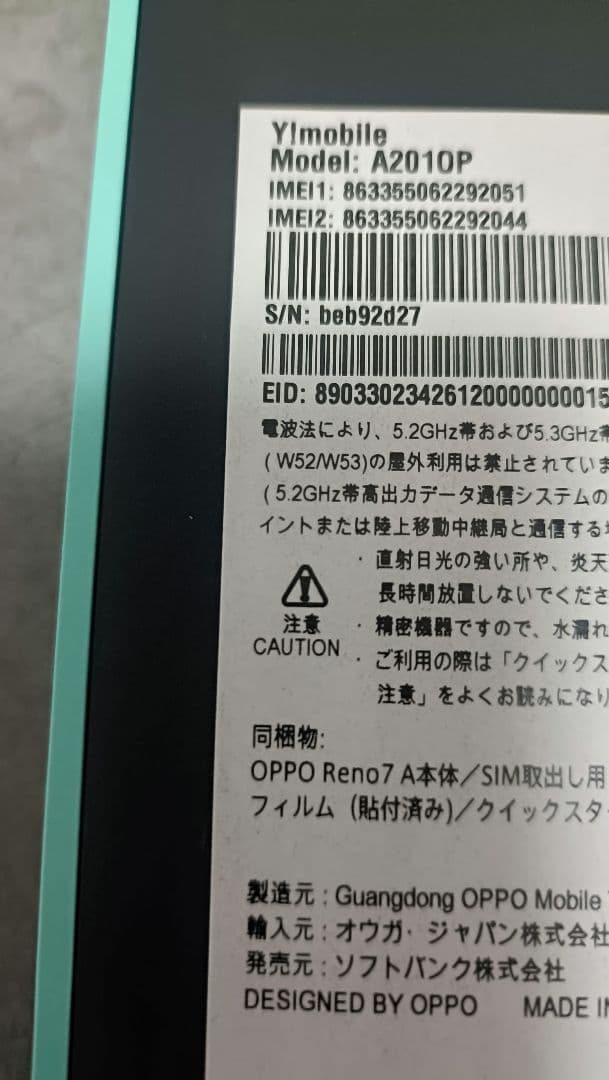 Y!mobile
Model: A201OP
IMEI1: 863355062292051
IMEI2: 863355062292044
S/N: beb92d27
EID: 8903302342612000000001​5
電波法により、5.2GHz帯および5.3GHz帯
(W52/W53)の屋外利用は禁止されていま
(5.2GHz帯高出力データ通信システムの
イントまたは陸上移動中継局と通信する場
・直射日光の強い所や、炎天
長時間放置しないでくださ
注意
CAUTION
・精密機器ですので、水濡れ
・ご利用の際は「クイックス
注意」をよくお読みになり
同梱物:
OPPO Reno7 A本体／SIM取出し用
フィルム (貼付済み)／クイックスタ
製造元 : Guangdong OPPO Mobile
輸入元 : オウガ・ジャパン株式会社
発売元 : ソフトバンク株式会社
DESIGNED BY OPPO MADE IN